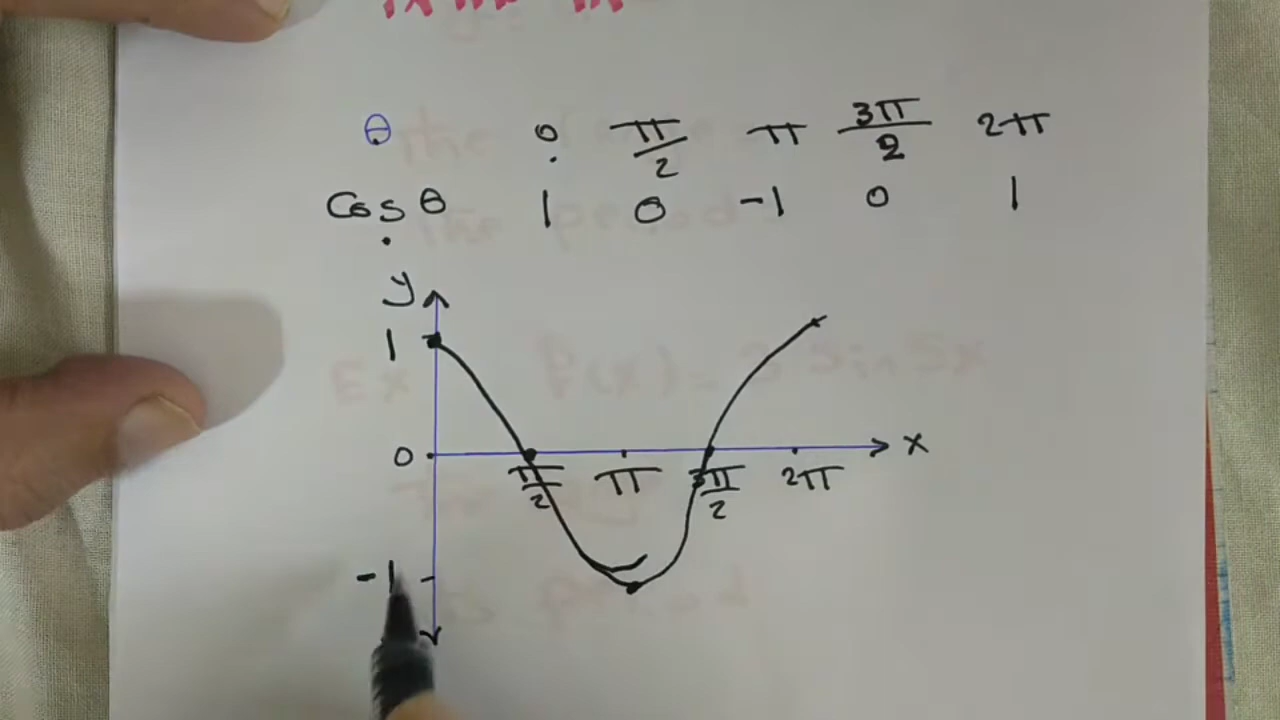 θ 0 π/2 π 3π/2 2π
Cos θ 1 0 -1 0 1
y
1
0 x
π/2 π 3π/2 2π
-1